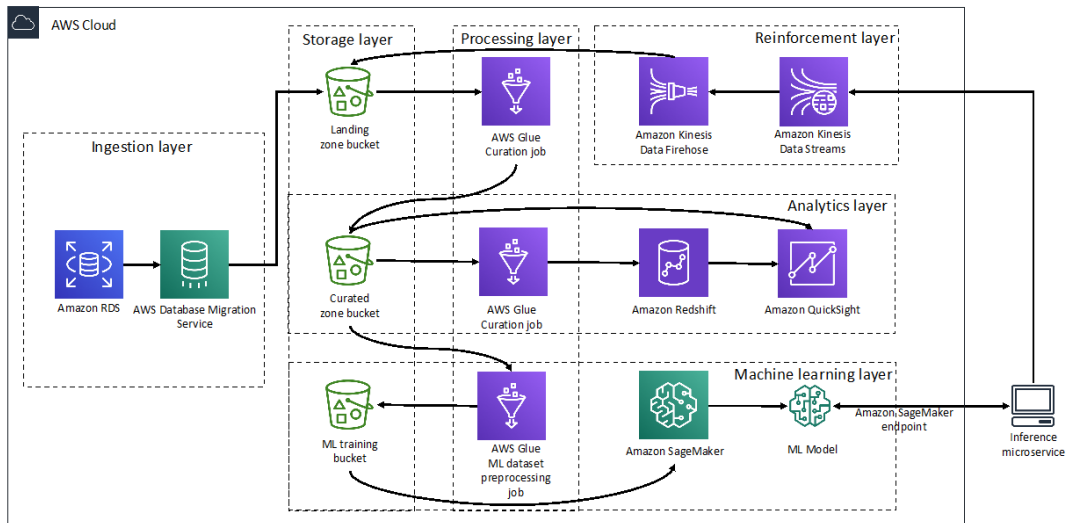 AWS Cloud
Storage layer
Processing layer
Reinforcement layer
Landing
zone bucket
AWS Glue
Curation job
Amazon Kinesis
Data Firehose
Amazon Kinesis
Data Streams
Ingestion layer
Amazon RDS
AWS Database Migration
Service
Analytics layer
Curated
zone bucket
AWS Glue
Curation job
Amazon Redshift
Amazon QuickSight
Machine learning layer
ML training
bucket
AWS Glue
ML dataset
preprocessing
job
Amazon SageMaker
ML Model
Amazon SageMaker
endpoint
Inference
microservice